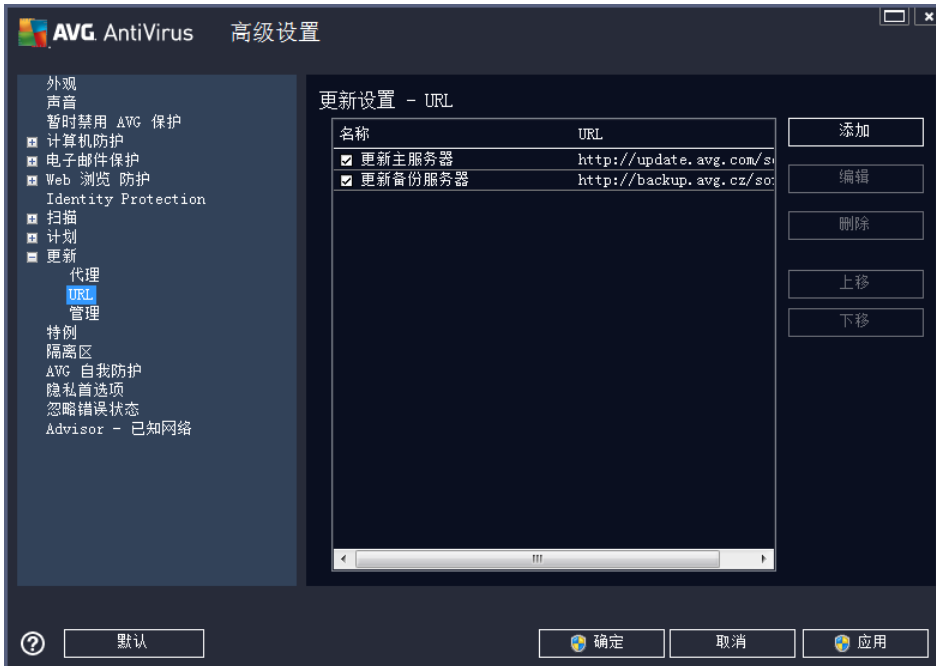 AVG AntiVirus 高级设置
外观
声音
暂时禁用 AVG 保护
计算机防护
电子邮件保护
Web 浏览 防护
Identity Protection
扫描
计划
更新
代理
URL
管理
特例
隔离区
AVG 自我防护
隐私首选项
忽略错误状态
Advisor - 已知网络
更新设置 - URL
名称 URL
更新主服务器 http://update.avg.com/s
更新备份服务器 http://backup.avg.cz/so
添加
编辑
删除
上移
下移
默认
确定
取消
应用